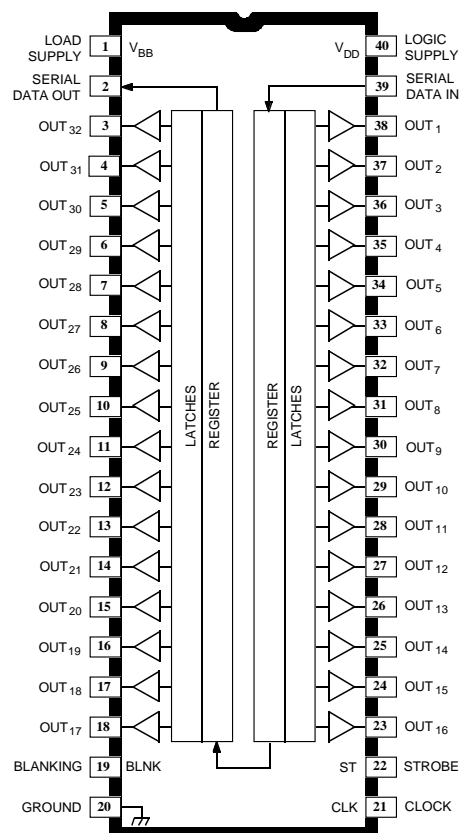 LOAD SUPPLY 1 V_BB V_DD 40 LOGIC SUPPLY
SERIAL DATA OUT 2 39 SERIAL DATA IN
OUT32 3 38 OUT1
OUT31 4 37 OUT2
OUT30 5 36 OUT3
OUT29 6 35 OUT4
OUT28 7 34 OUT5
OUT27 8 33 OUT6
OUT26 9 32 OUT7
OUT25 10 31 OUT8
OUT24 11 30 OUT9
OUT23 12 29 OUT10
OUT22 13 28 OUT11
OUT21 14 27 OUT12
OUT20 15 26 OUT13
OUT19 16 25 OUT14
OUT18 17 24 OUT15
OUT17 18 23 OUT16
LATCHES
REGISTER
REGISTER
LATCHES
BLANKING 19 BLNK ST 22 STROBE
GROUND 20 CLK 21 CLOCK